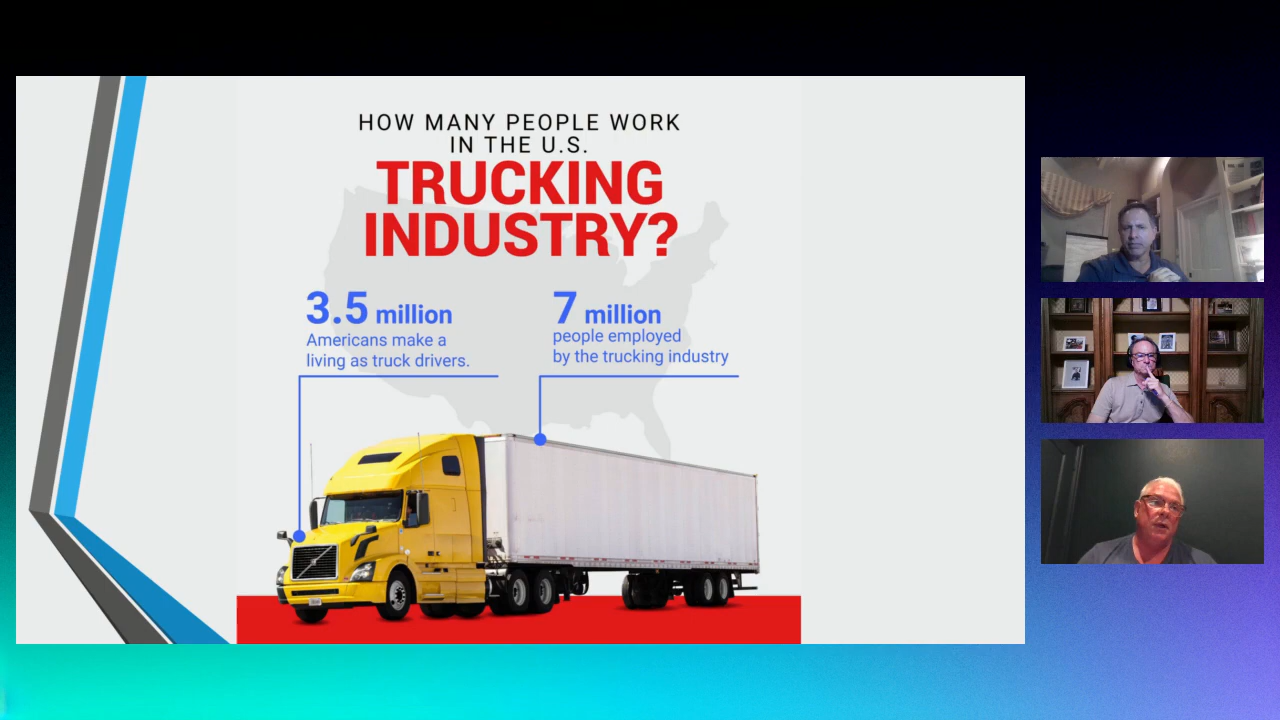 HOW MANY PEOPLE WORK
IN THE U.S.
TRUCKING
INDUSTRY?
3.5 million
Americans make a
living as truck drivers.
7 million
people employed
by the trucking industry